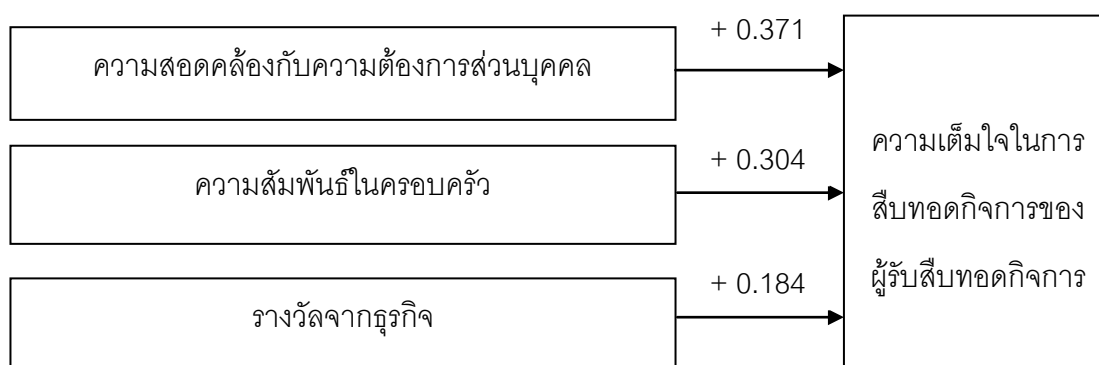 ความสอดคล้องกับความต้องการส่วนบุคคล
+ 0.371
ความสัมพันธ์ในครอบครัว
+ 0.304
รางวัลจากธุรกิจ
+ 0.184
ความเต็มใจในการ
สืบทอดกิจการของ
ผู้รับสืบทอดกิจการ